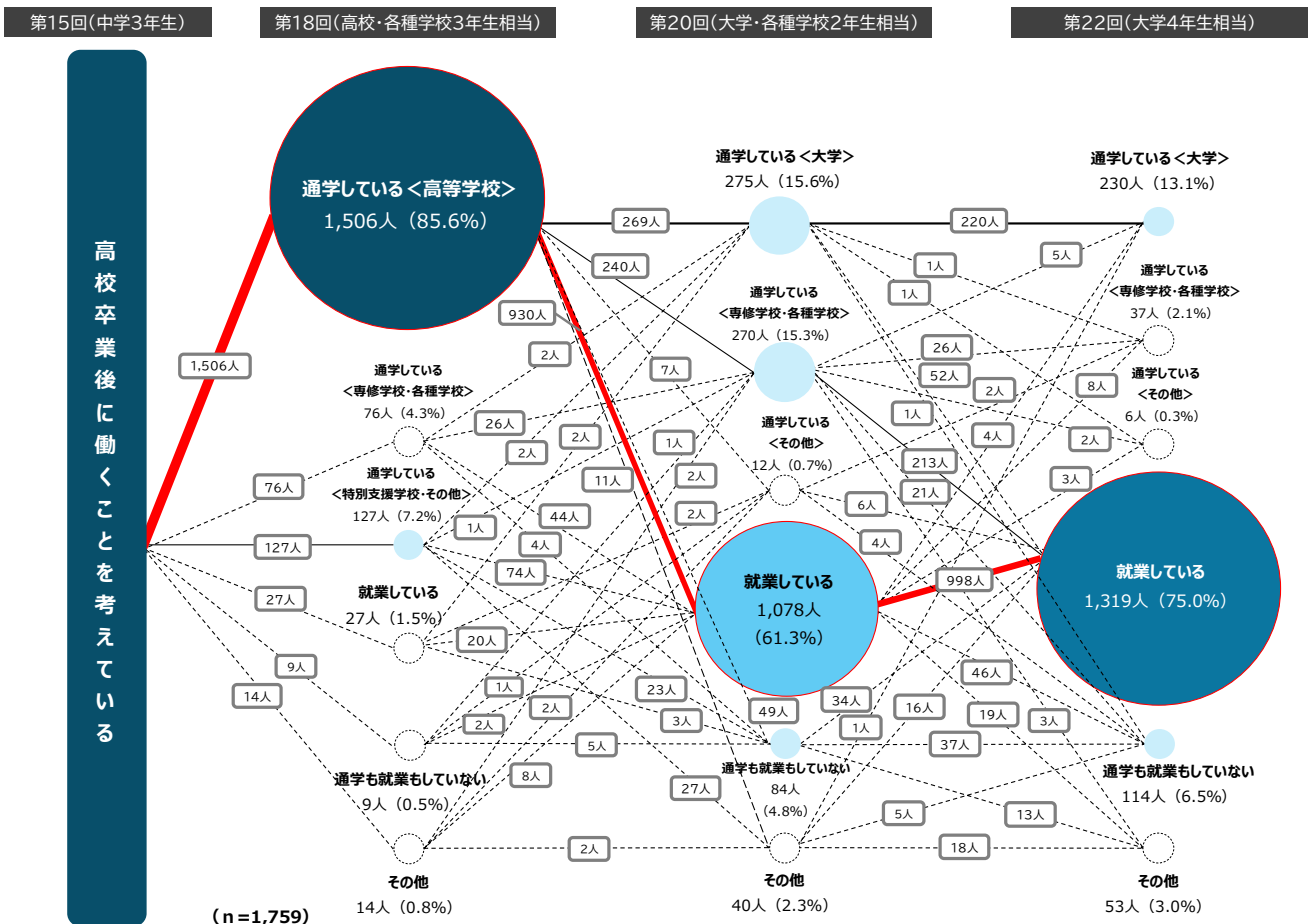 第15回(中学3年生)
第18回(高校・各種学校3年生相当)
第20回(大学・各種学校2年生相当)
第22回(大学4年生相当)
高校卒業後に働くことを考えている
1,506人
76人
127人
27人
9人
14人
通学している<高等学校>
1,506人（85.6%）
通学している
<専修学校・各種学校>
76人（4.3%）
通学している
<特別支援学校・その他>
127人（7.2%）
就業している
27人（1.5%）
通学も就業もしていない
9人（0.5%）
その他
14人（0.8%）
(n=1,759)
269人
240人
930人
2人
7人
26人
2人
2人
1人
2人
11人
2人
1人
44人
4人
74人
20人
1人
2人
2人
23人
3人
49人
5人
8人
27人
2人
通学している<大学>
275人（15.6%）
通学している
<専修学校・各種学校>
270人（15.3%）
通学している
<その他>
12人（0.7%）
就業している
1,078人
(61.3%)
通学も就業もしていない
84人
(4.8%)
その他
40人（2.3%）
220人
1人
5人
1人
26人
52人
2人
8人
1人
4人
2人
213人
21人
3人
6人
4人
998人
46人
34人
16人
19人
3人
1人
37人
5人
13人
18人
通学している<大学>
230人（13.1%）
通学している
<専修学校・各種学校>
37人（2.1%）
通学している
<その他>
6人（0.3%）
就業している
1,319人（75.0%）
通学も就業もしていない
114人（6.5%）
その他
53人（3.0%）